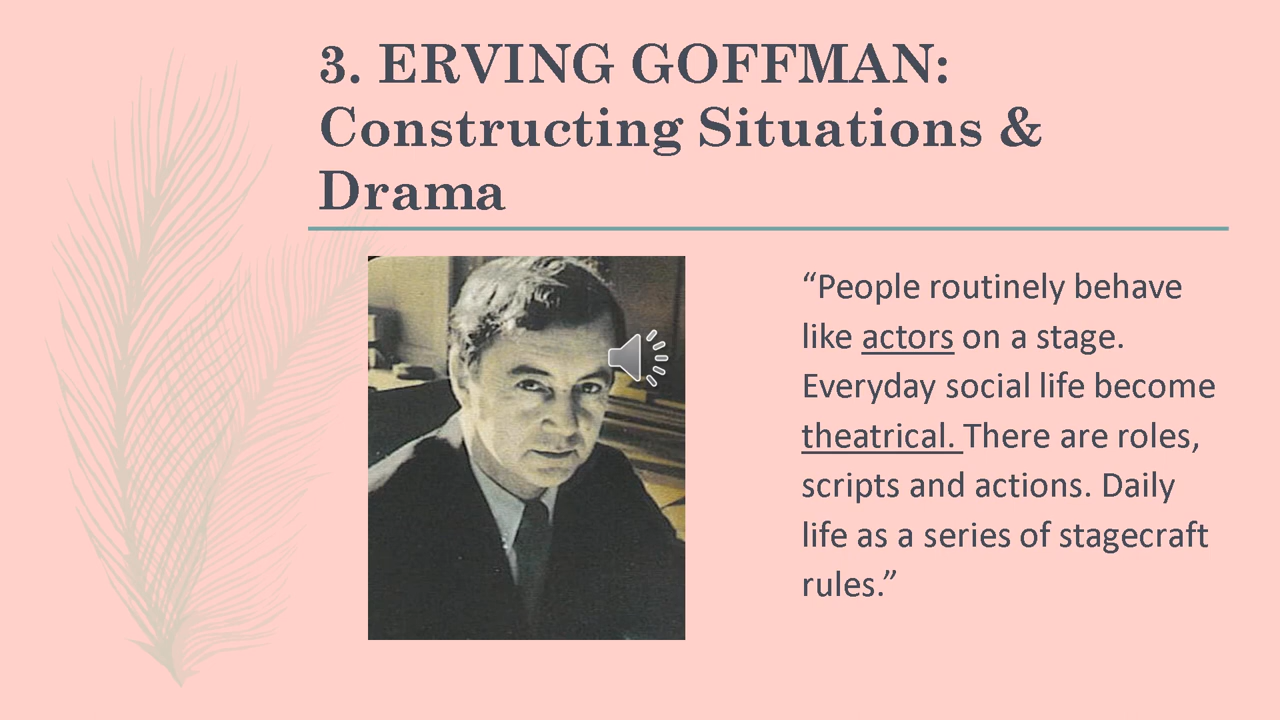 3. ERVING GOFFMAN:
Constructing Situations &
Drama
“People routinely behave
like actors on a stage.
Everyday social life become
theatrical. There are roles,
scripts and actions. Daily
life as a series of stagecraft
rules.”